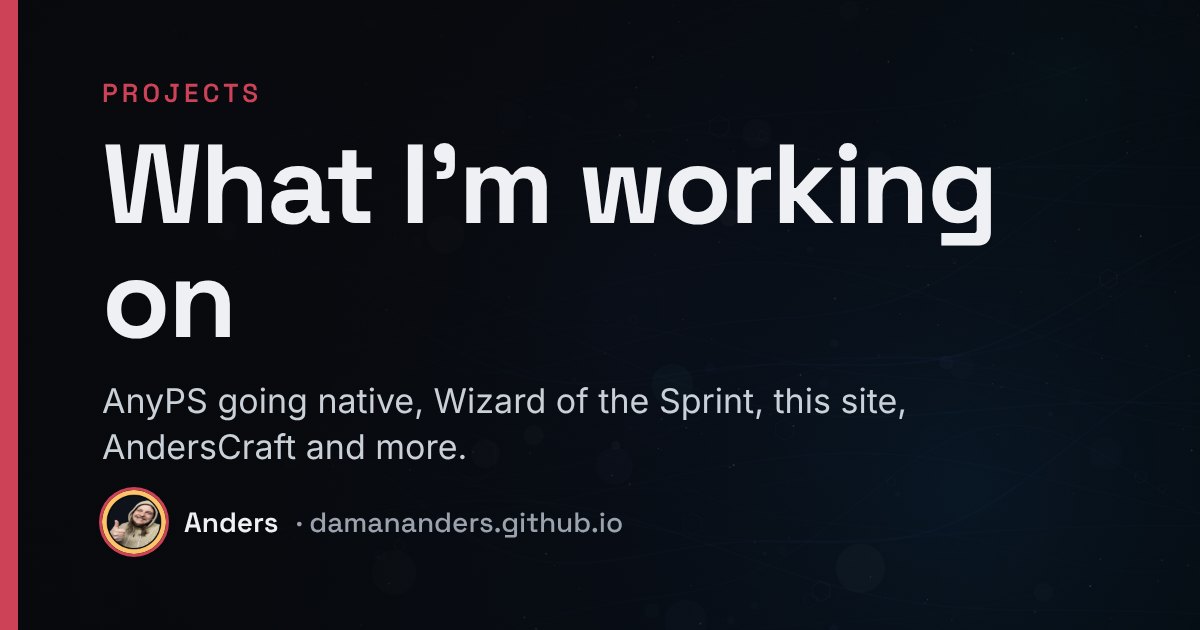 PROJECTS
What I’m working
on
AnyPS going native, Wizard of the Sprint, this site,
AndersCraft and more.
Anders · damananders.github.io